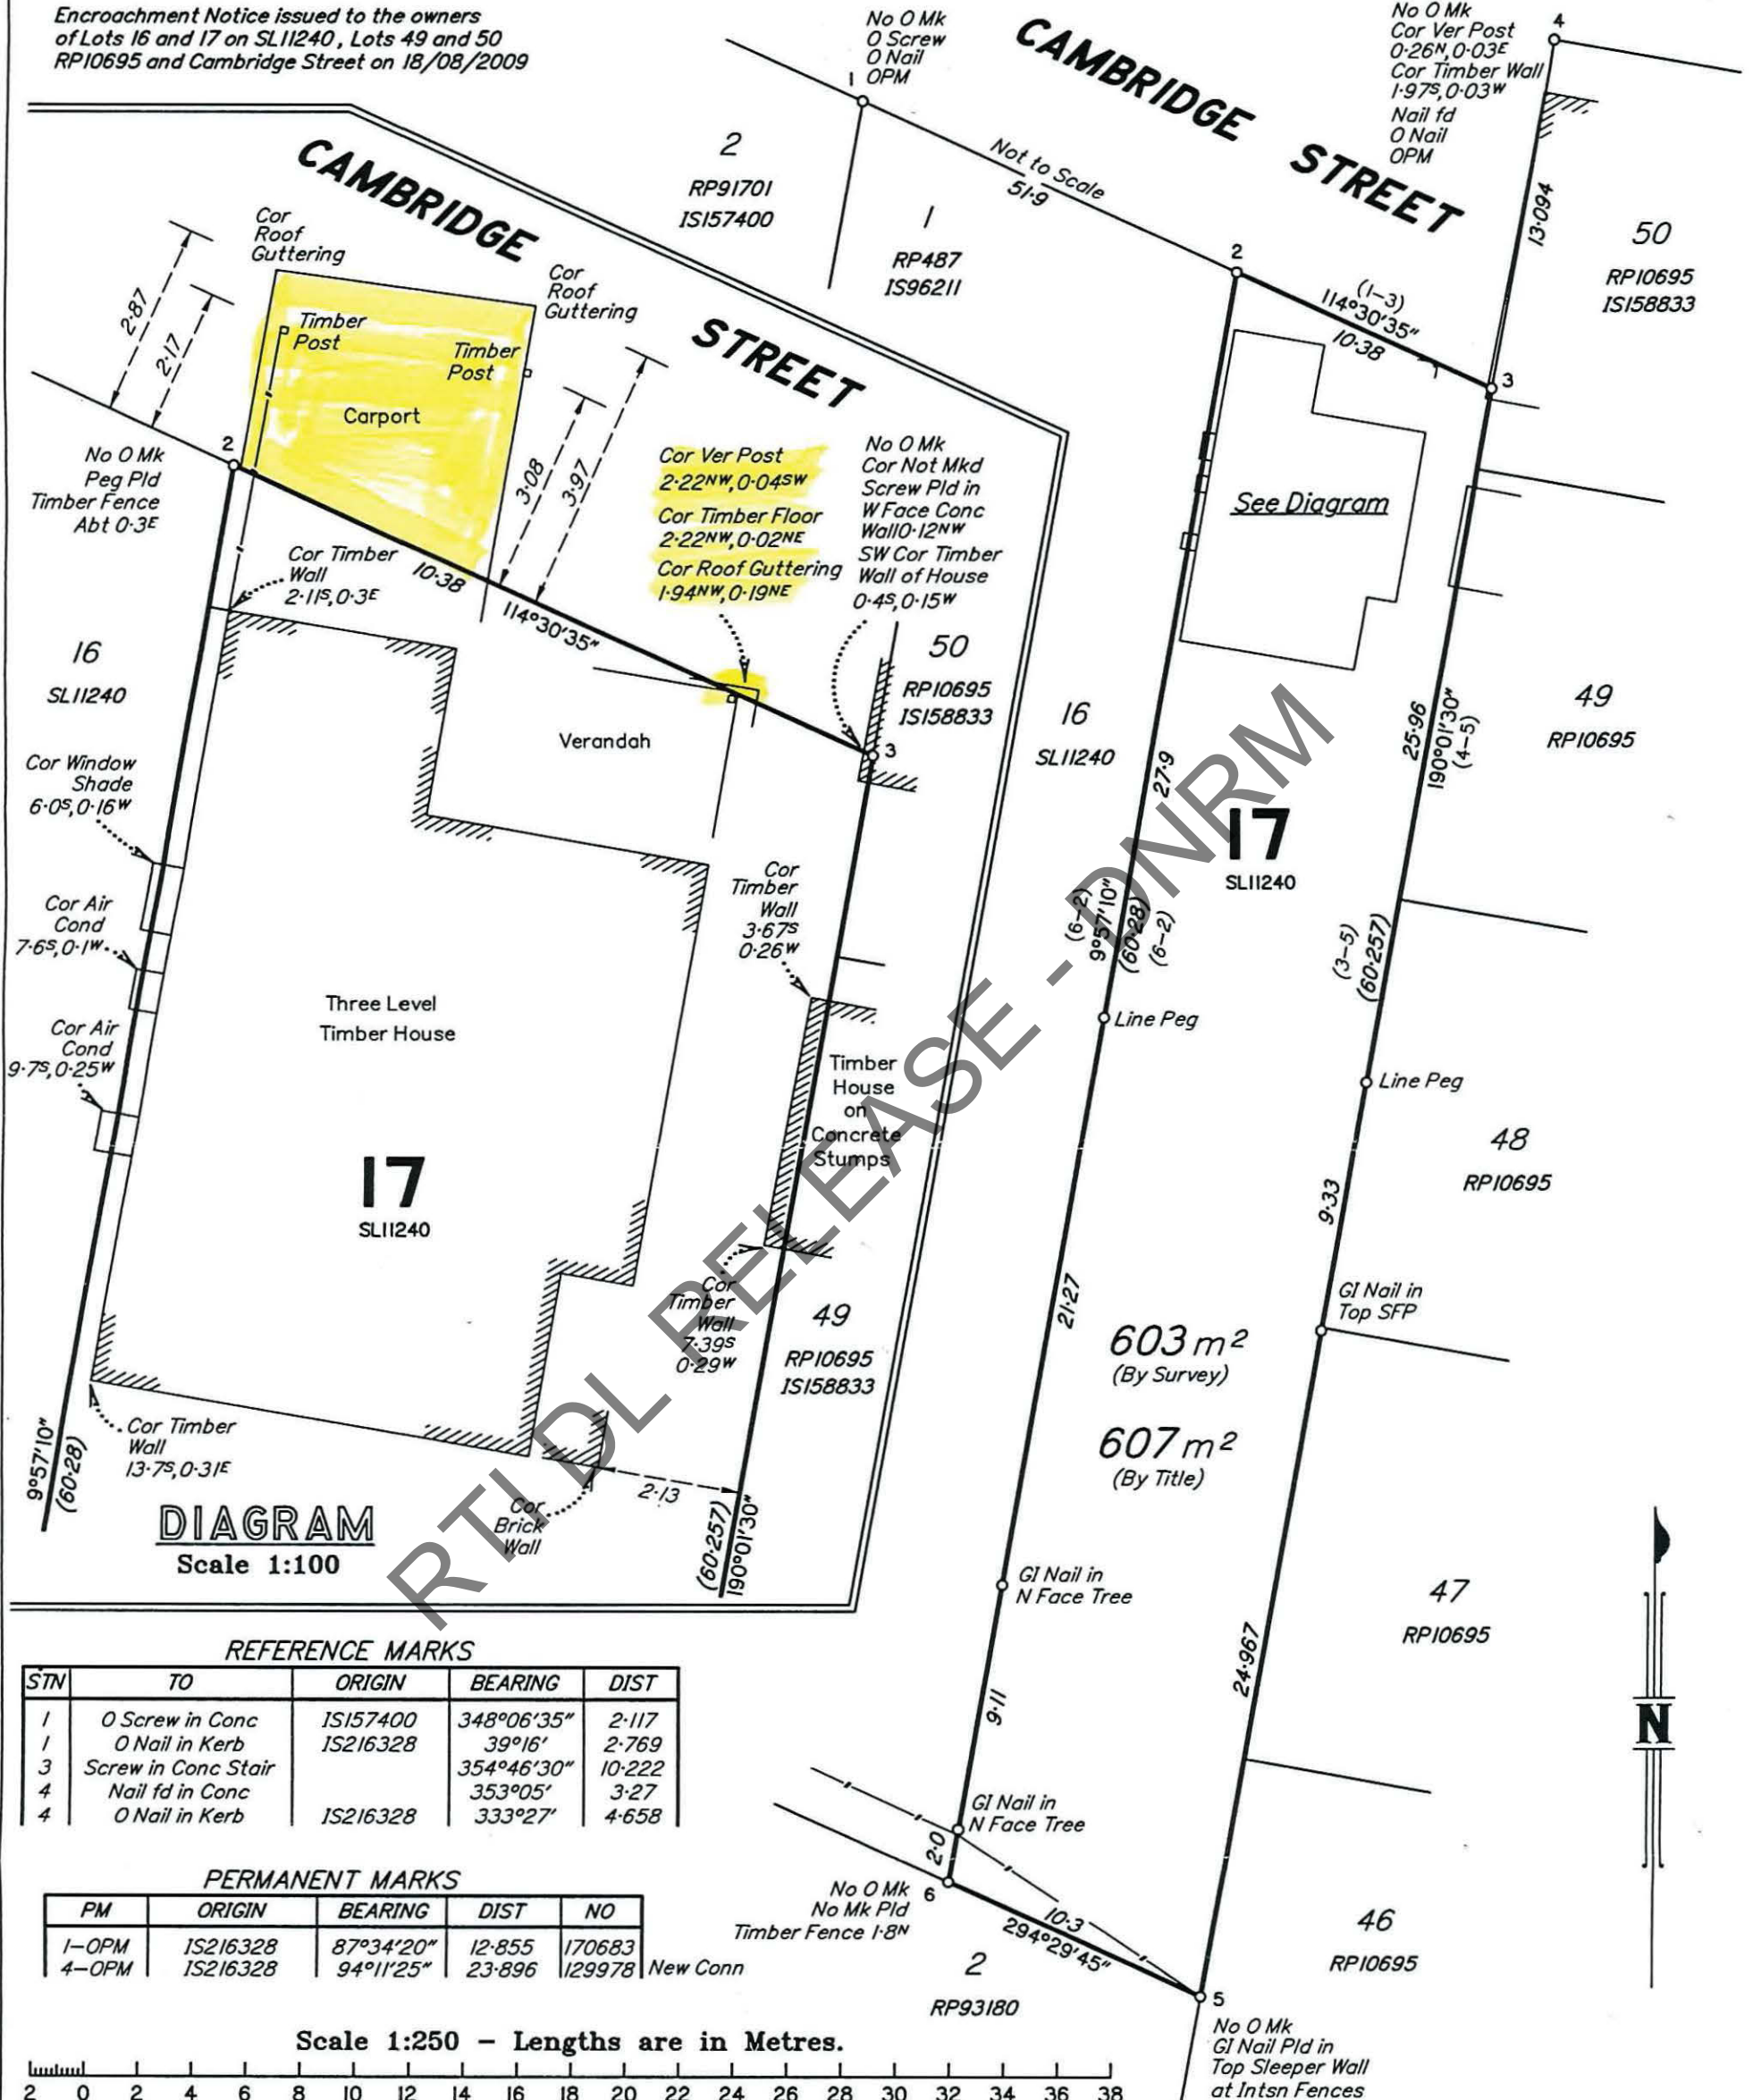 Encroachment Notice issued to the owners
of Lots 16 and 17 on SL11240, Lots 49 and 50
RP10695 and Cambridge Street on 18/08/2009
No O Mk
O Screw
O Nail
OPM
1
CAMBRIDGE STREET
No O Mk
Cor Ver Post
0·26N, 0·03E
Cor Timber Wall
1·97S, 0·03W
Nail fd
O Nail
OPM
4
13·094
50
RP10695
IS158833
2
RP91701
IS157400
1
RP487
IS96211
Not to Scale
51·9
2
(1-3)
114°30'35"
10·38
3
CAMBRIDGE STREET
Cor
Roof
Guttering
Cor
Roof
Guttering
2·87
2·17
Timber
Post
Timber
Post
Carport
3·08
3·97
No O Mk
Peg Pld
Timber Fence
Abt 0·3E
2
Cor Timber
Wall
2·11S, 0·3E
10·38
114°30'35"
Cor Ver Post
2·22NW, 0·04SW
Cor Timber Floor
2·22NW, 0·02NE
Cor Roof Guttering
1·94NW, 0·19NE
No O Mk
Cor Not Mkd
Screw Pld in
W Face Conc
Wall 0·12NW
SW Cor Timber
Wall of House
0·4S, 0·15W
See Diagram
16
SL11240
50
RP10695
IS158833
3
Verandah
16
SL11240
27·9
25·96
190°01'30"
(4-5)
49
RP10695
Cor Window
Shade
6·0S, 0·16W
Cor Air
Cond
7·6S, 0·1W
Cor Air
Cond
9·7S, 0·25W
Three Level
Timber House
17
SL11240
Cor
Timber
Wall
3·67S
0·26W
Timber
House
on
Concrete
Stumps
17
SL11240
(6-2)
9°57'10"
(60·28)
(6-2)
(3-5)
(60·257)
Line Peg
Line Peg
48
RP10695
9·33
Cor
Timber
Wall
7·39S
0·29W
49
RP10695
IS158833
21·27
GI Nail in
Top SFP
603 m²
(By Survey)
607 m²
(By Title)
9°57'10"
(60·28)
Cor Timber
Wall
13·7S, 0·31E
Cor
Brick
Wall
2·13
(60·257)
190°01'30"
DIAGRAM
Scale 1:100
GI Nail in
N Face Tree
47
RP10695
24·967
9·11
N
REFERENCE MARKS
STN TO ORIGIN BEARING DIST
1 O Screw in Conc IS157400 348°06'35" 2·117
1 O Nail in Kerb IS216328 39°16' 2·769
3 Screw in Conc Stair 354°46'30" 10·222
4 Nail fd in Conc 353°05' 3·27
4 O Nail in Kerb IS216328 333°27' 4·658
GI Nail in
N Face Tree
2·0
PERMANENT MARKS
PM ORIGIN BEARING DIST NO
1-OPM IS216328 87°34'20" 12·855 170683
4-OPM IS216328 94°11'25" 23·896 129978 New Conn
No O Mk
No Mk Pld
Timber Fence 1·8N
6
10·3
294°29'45"
2
RP93180
46
RP10695
5
No O Mk
GI Nail Pld in
Top Sleeper Wall
at Intsn Fences
Scale 1:250 – Lengths are in Metres.
2 0 2 4 6 8 10 12 14 16 18 20 22 24 26 28 30 32 34 36 38
RTI DL RELEASE - DNRM